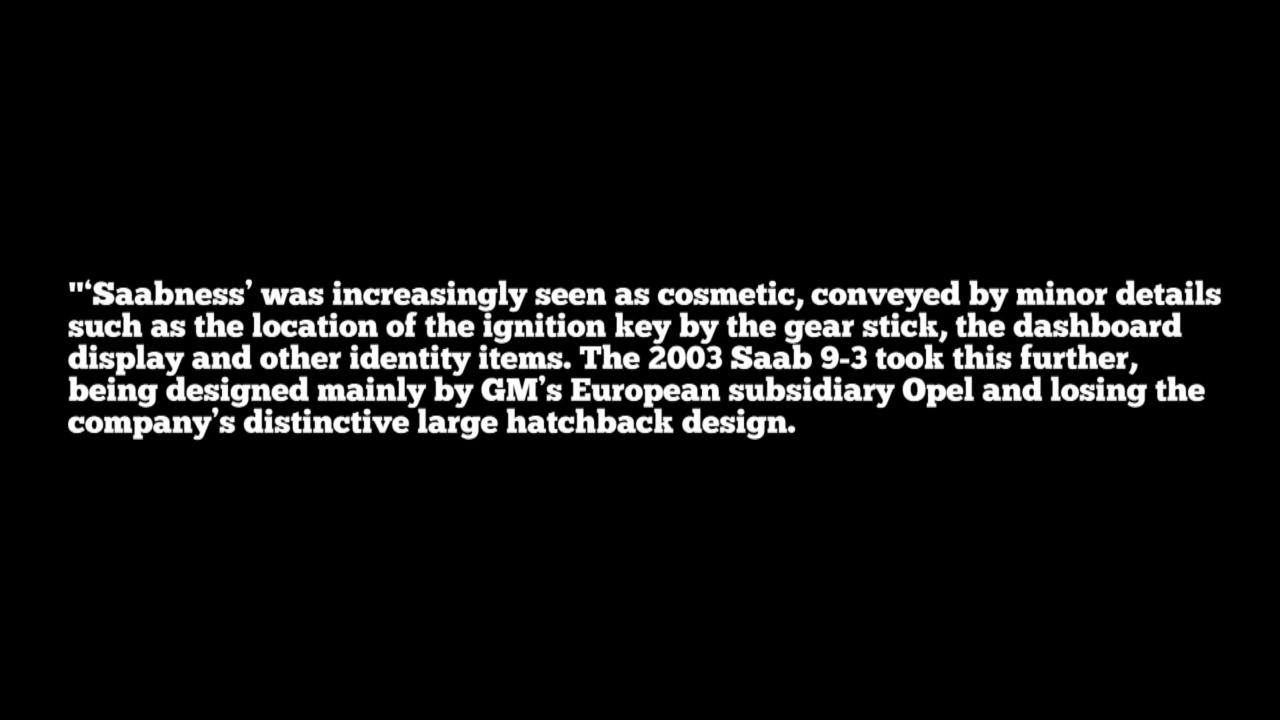 "‘Saabness’ was increasingly seen as cosmetic, conveyed by minor details
such as the location of the ignition key by the gear stick, the dashboard
display and other identity items. The 2003 Saab 9-3 took this further,
being designed mainly by GM’s European subsidiary Opel and losing the
company’s distinctive large hatchback design.